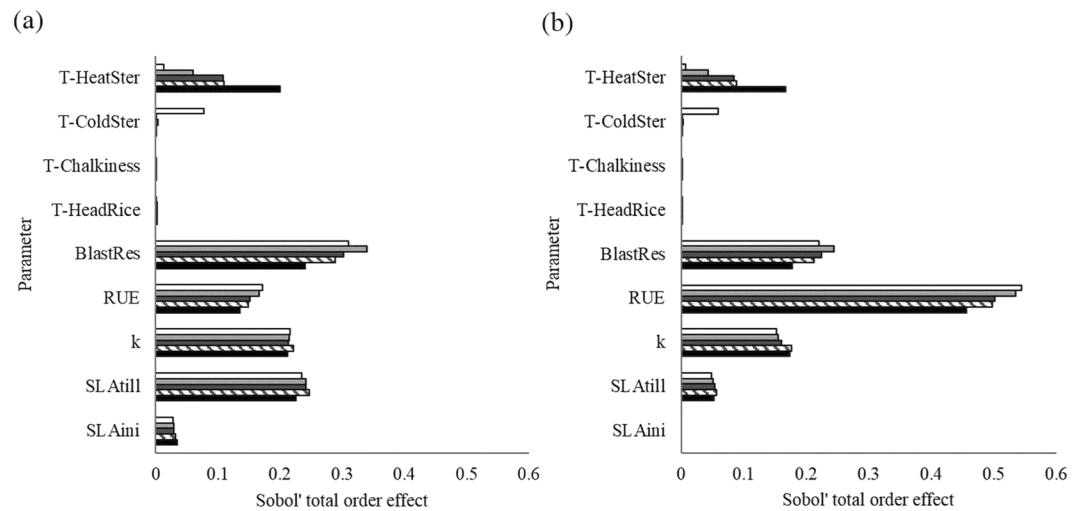 (a)
T-HeatSter
T-ColdSter
T-Chalkiness
T-HeadRice
BlastRes
RUE
k
SLAtill
SLAini
Parameter
0 0.1 0.2 0.3 0.4 0.5 0.6
Sobol' total order effect
(b)
T-HeatSter
T-ColdSter
T-Chalkiness
T-HeadRice
BlastRes
RUE
k
SLAtill
SLAini
Parameter
0 0.1 0.2 0.3 0.4 0.5 0.6
Sobol' total order effect